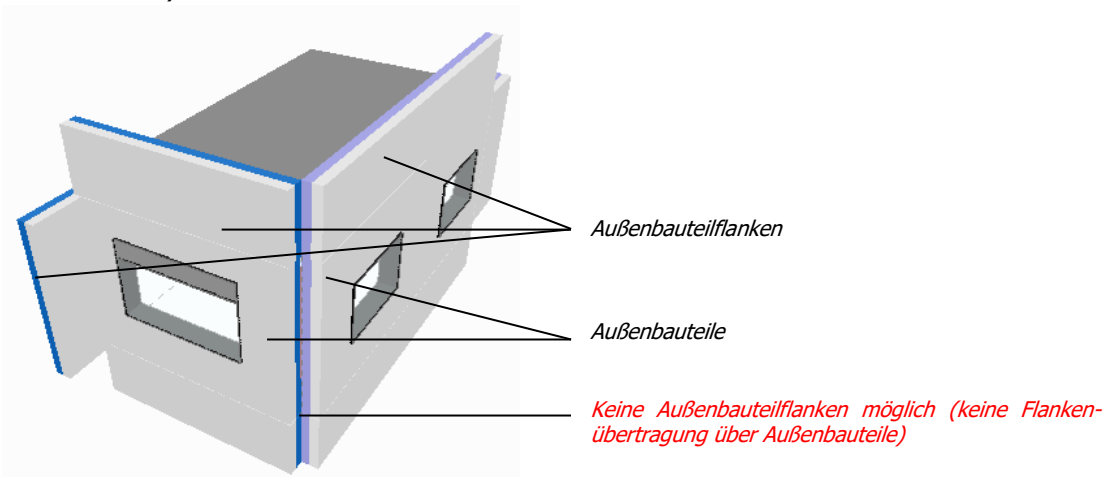 Außenbauteilflanken
Außenbauteile
Keine Außenbauteilflanken möglich (keine Flanken-
übertragung über Außenbauteile)